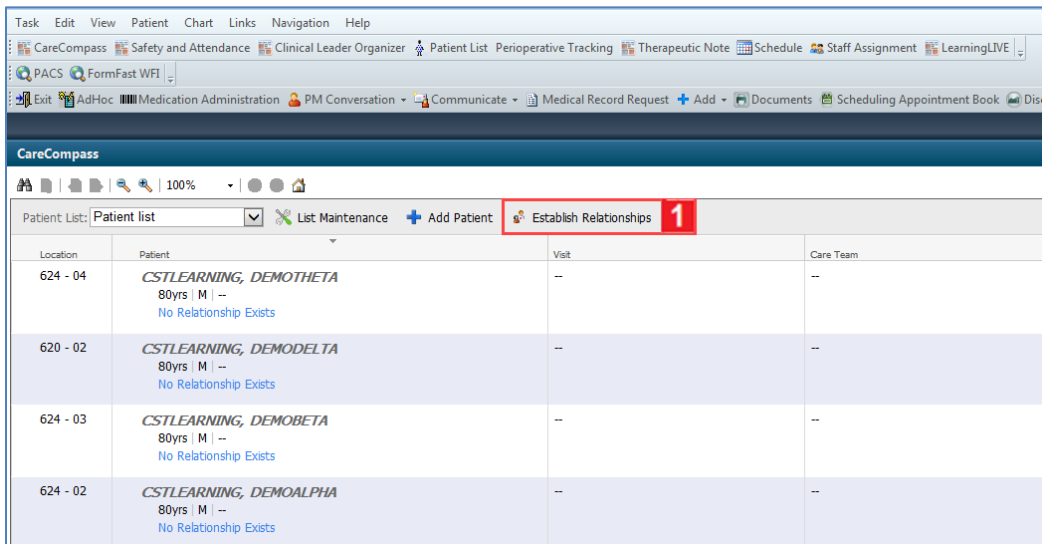 Task Edit View Patient Chart Links Navigation Help
CareCompass Safety and Attendance Clinical Leader Organizer Patient List Perioperative Tracking Therapeutic Note Schedule Staff Assignment LearningLIVE
PACS FormFast WFI
Exit AdHoc Medication Administration PM Conversation Communicate Medical Record Request Add Documents Scheduling Appointment Book Disc
CareCompass
100%
Patient List: Patient list List Maintenance Add Patient Establish Relationships 1
Location Patient Visit Care Team
624 - 04 CSTLEARNING, DEMOTHETA -- --
80yrs | M | --
No Relationship Exists
620 - 02 CSTLEARNING, DEMODELTA -- --
80yrs | M | --
No Relationship Exists
624 - 03 CSTLEARNING, DEMOBETA -- --
80yrs | M | --
No Relationship Exists
624 - 02 CSTLEARNING, DEMOALPHA -- --
80yrs | M | --
No Relationship Exists